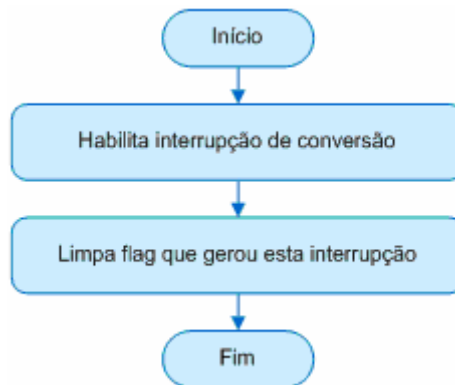 Início
Habilita interrupção de conversão
Limpa flag que gerou esta interrupção
Fim